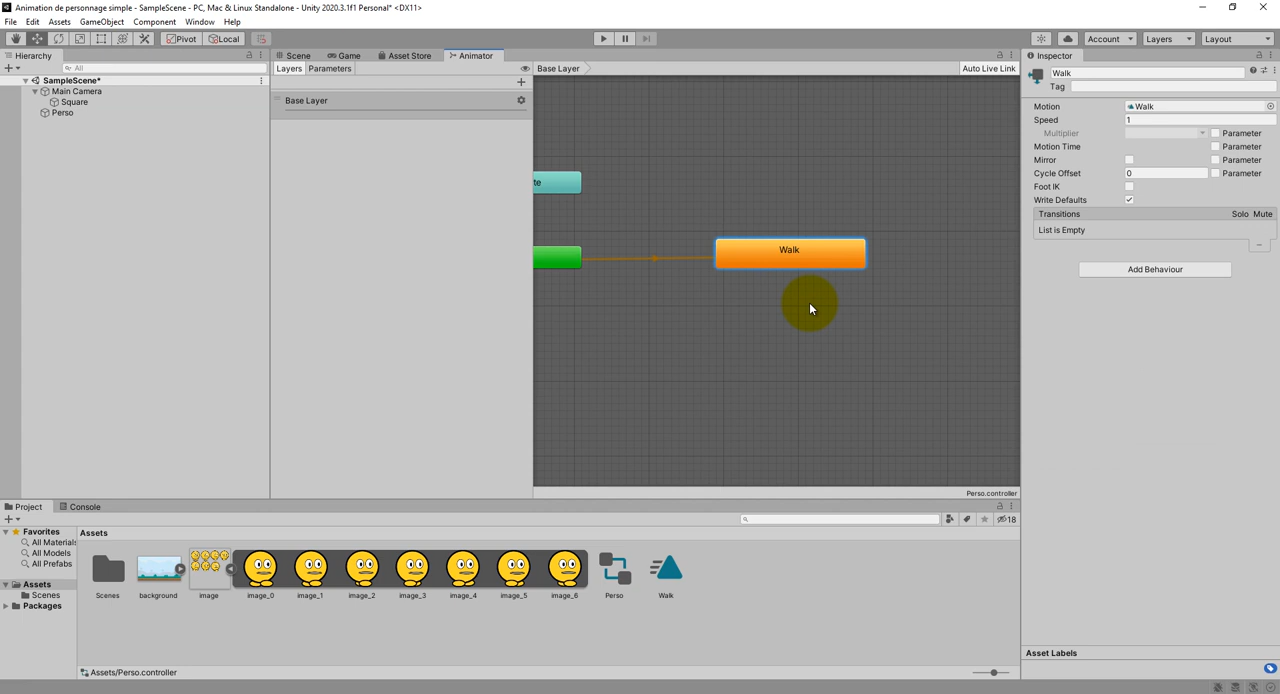 Animation de personnage simple - SampleScene - PC, Mac & Linux Standalone - Unity 2020.3.1f1 Personal* <DX11>
File Edit Assets GameObject Component Window Help
Pivot Local Account Layers Layout
Hierarchy Scene Game Asset Store Animator Inspector
All Layers Parameters Base Layer Auto Live Link
SampleScene*
Main Camera
Square
Perso
Base Layer
te
Walk
Perso.controller
Walk
Tag
Motion Walk
Speed 1
Multiplier Parameter
Motion Time Parameter
Mirror Parameter
Cycle Offset 0 Parameter
Foot IK
Write Defaults
Transitions Solo Mute
List is Empty
Add Behaviour
Asset Labels
Project Console
18
Favorites
All Materials
All Models
All Prefabs
Assets
Scenes
Packages
Assets
Scenes background image image_0 image_1 image_2 image_3 image_4 image_5 image_6 Perso Walk
Assets/Perso.controller